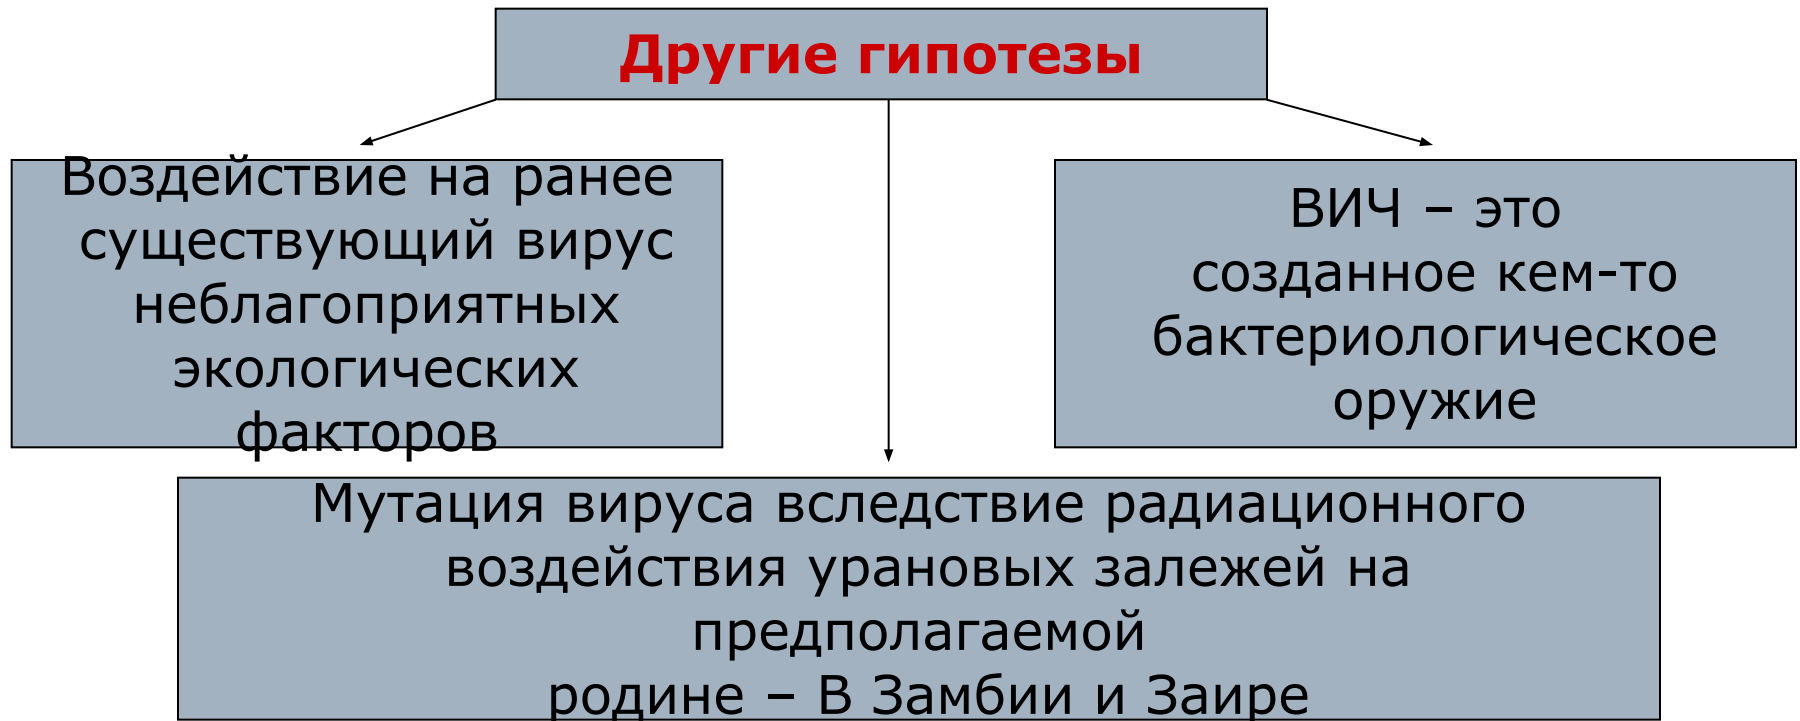 Другие гипотезы
Воздействие на ранее
существующий вирус
неблагоприятных
экологических
факторов
ВИЧ – это
созданное кем-то
бактериологическое
оружие
Мутация вируса вследствие радиационного
воздействия урановых залежей на
предполагаемой
родине – В Замбии и Заире